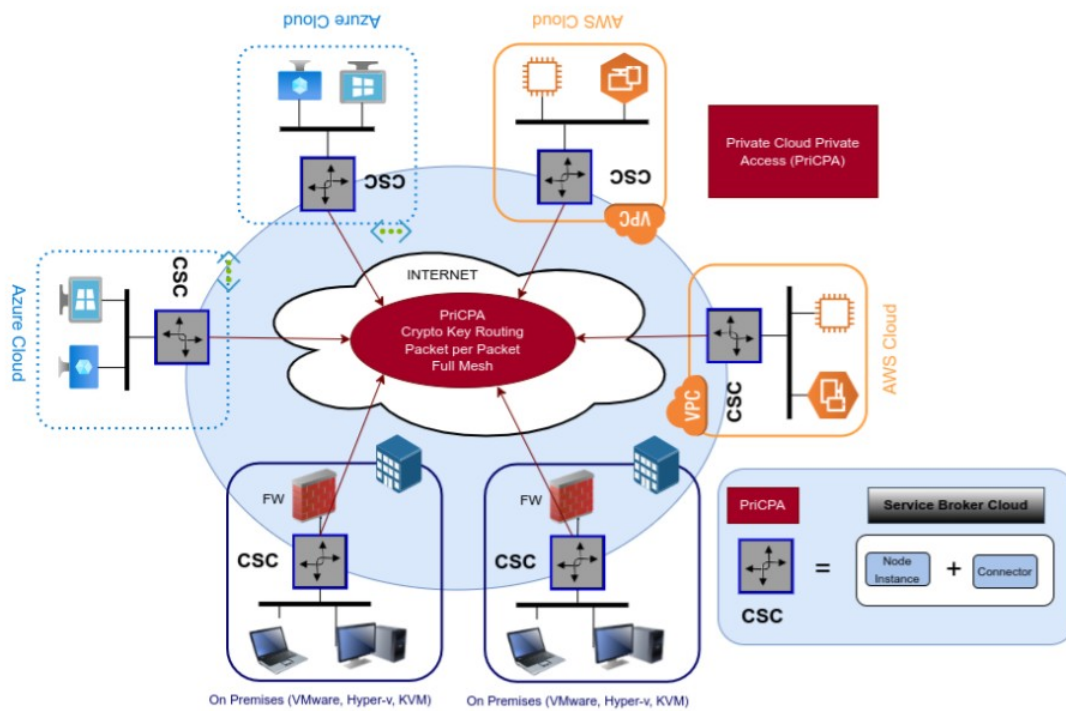 Azure Cloud
AWS Cloud
Private Cloud Private
Access (PriCPA)
CSC
CSC
VPC
INTERNET
Azure Cloud
CSC
PriCPA
Crypto Key Routing
Packet per Packet
Full Mesh
AWS Cloud
VPC
CSC
FW
FW
CSC
CSC
PriCPA
Service Broker Cloud
Node
Instance
+
Connector
=
CSC
On Premises (VMware, Hyper-v, KVM)
On Premises (VMware, Hyper-v, KVM)